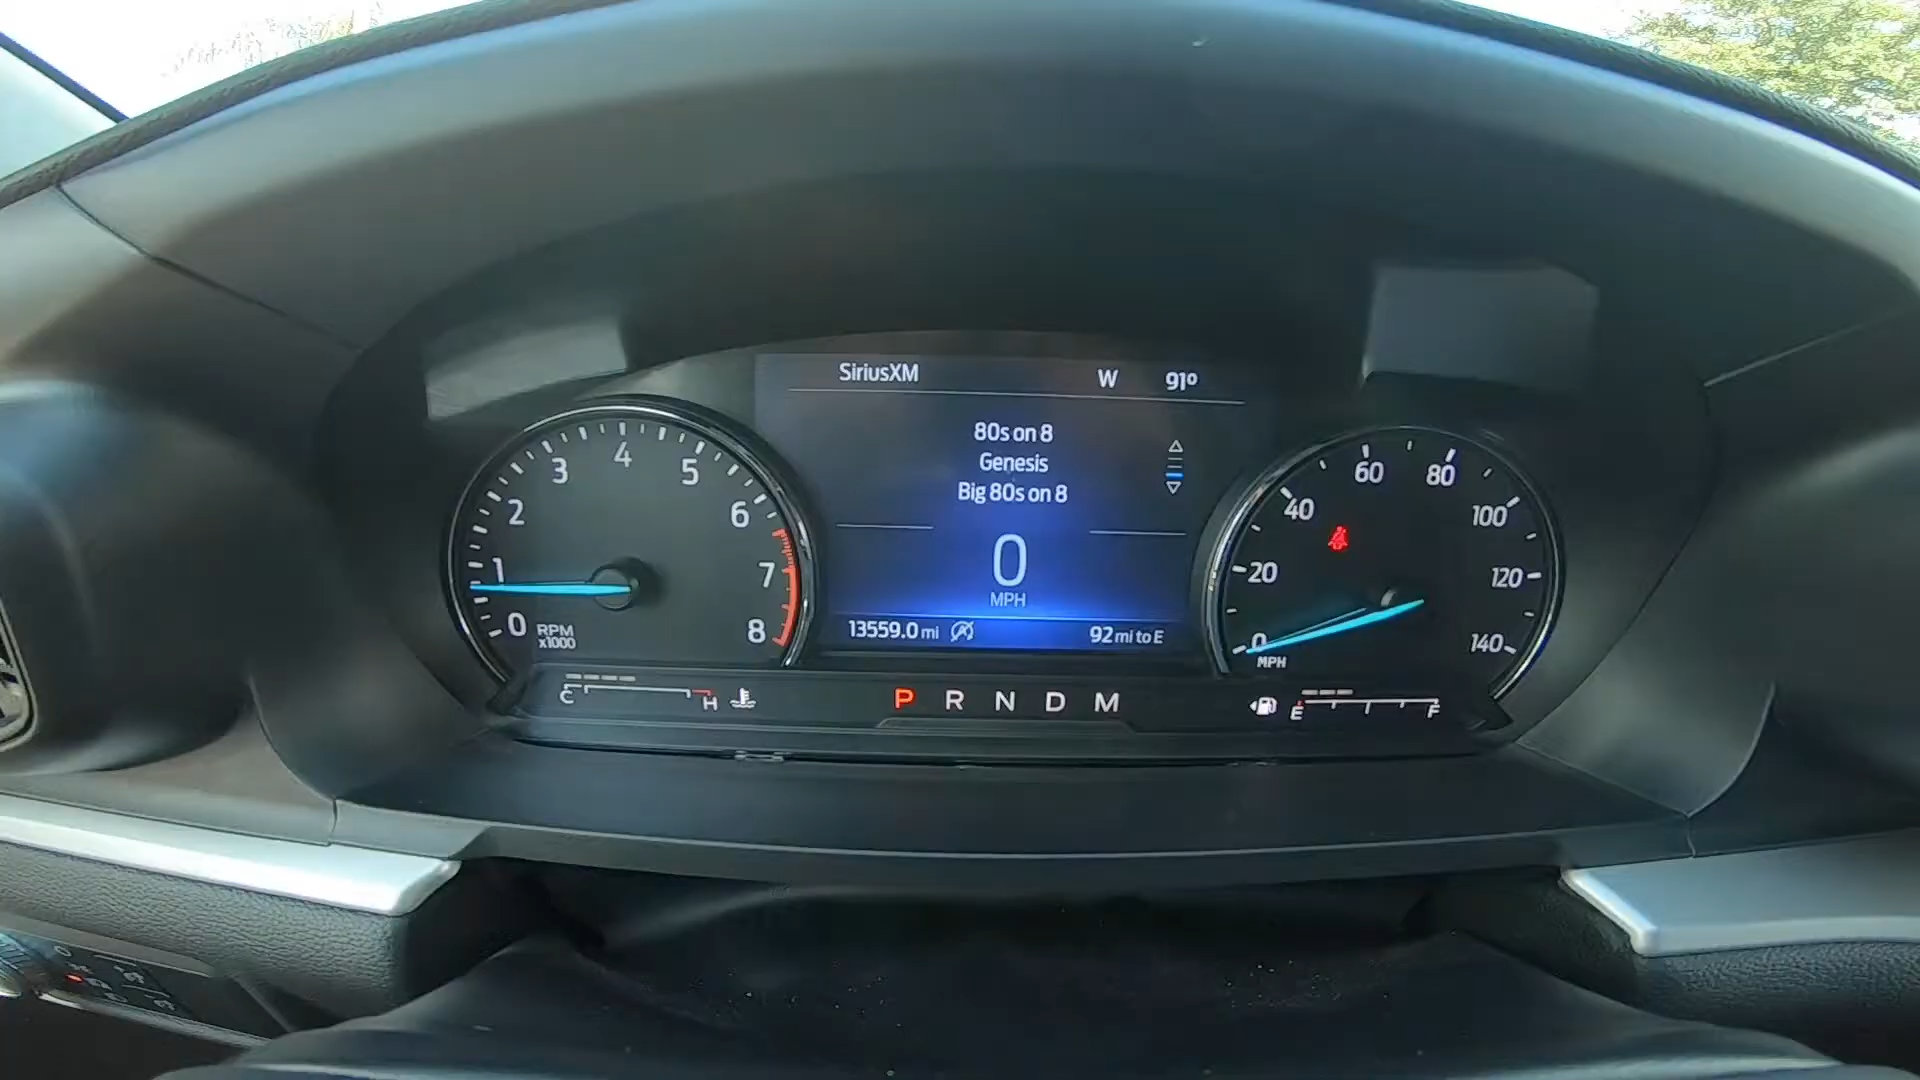 SiriusXM W 91°
80s on 8
Genesis
Big 80s on 8
0
MPH
13559.0 mi 92 mi to E
0 1 2 3 4 5 6 7 8
RPM
x1000
0 20 40 60 80 100 120 140
MPH
C H
P R N D M
E F